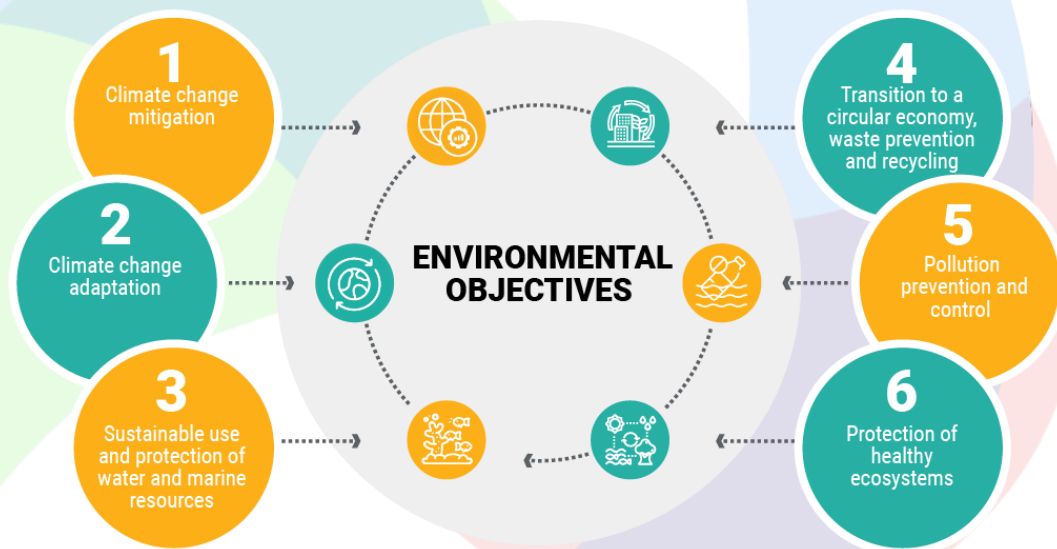 1
Climate change
mitigation
2
Climate change
adaptation
3
Sustainable use
and protection of
water and marine
resources
ENVIRONMENTAL
OBJECTIVES
4
Transition to a
circular economy,
waste prevention
and recycling
5
Pollution
prevention and
control
6
Protection of
healthy
ecosystems